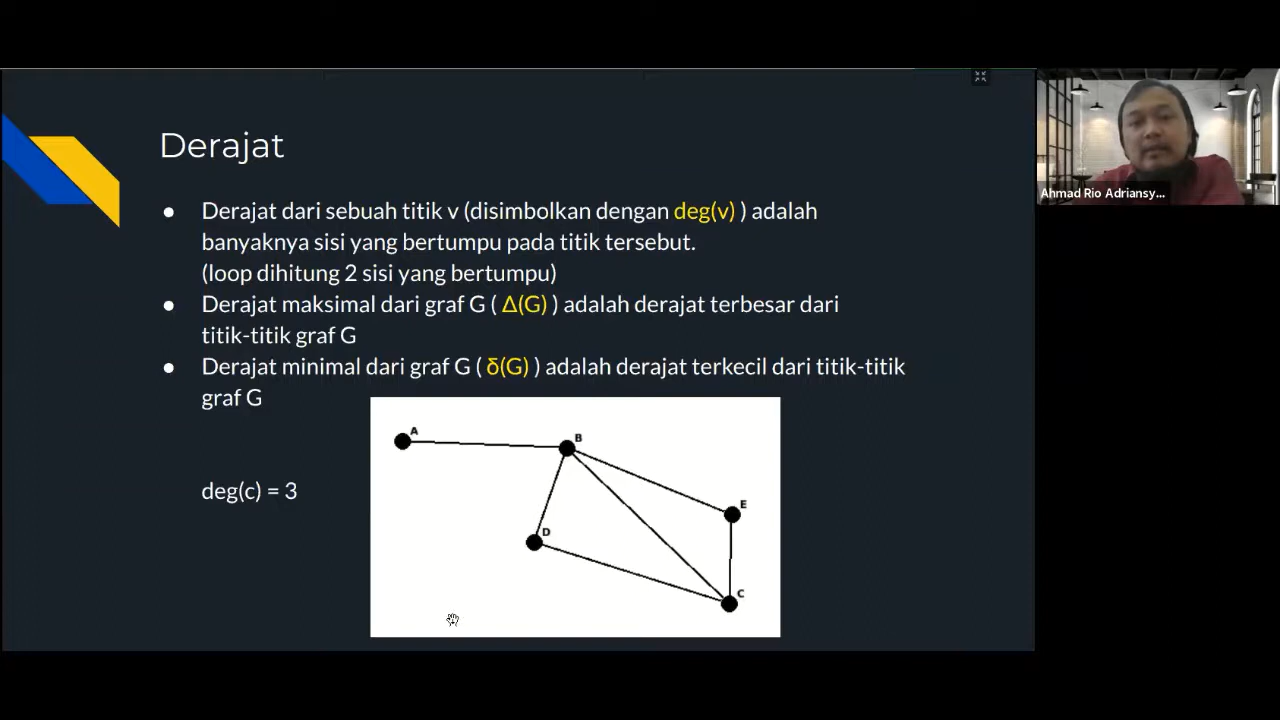 Derajat
● Derajat dari sebuah titik v (disimbolkan dengan deg(v) ) adalah
banyaknya sisi yang bertumpu pada titik tersebut.
(loop dihitung 2 sisi yang bertumpu)
● Derajat maksimal dari graf G ( Δ(G) ) adalah derajat terbesar dari
titik-titik graf G
● Derajat minimal dari graf G ( δ(G) ) adalah derajat terkecil dari titik-titik
graf G
deg(c) = 3
A
B
E
D
C
Ahmad Rio Adriansy...